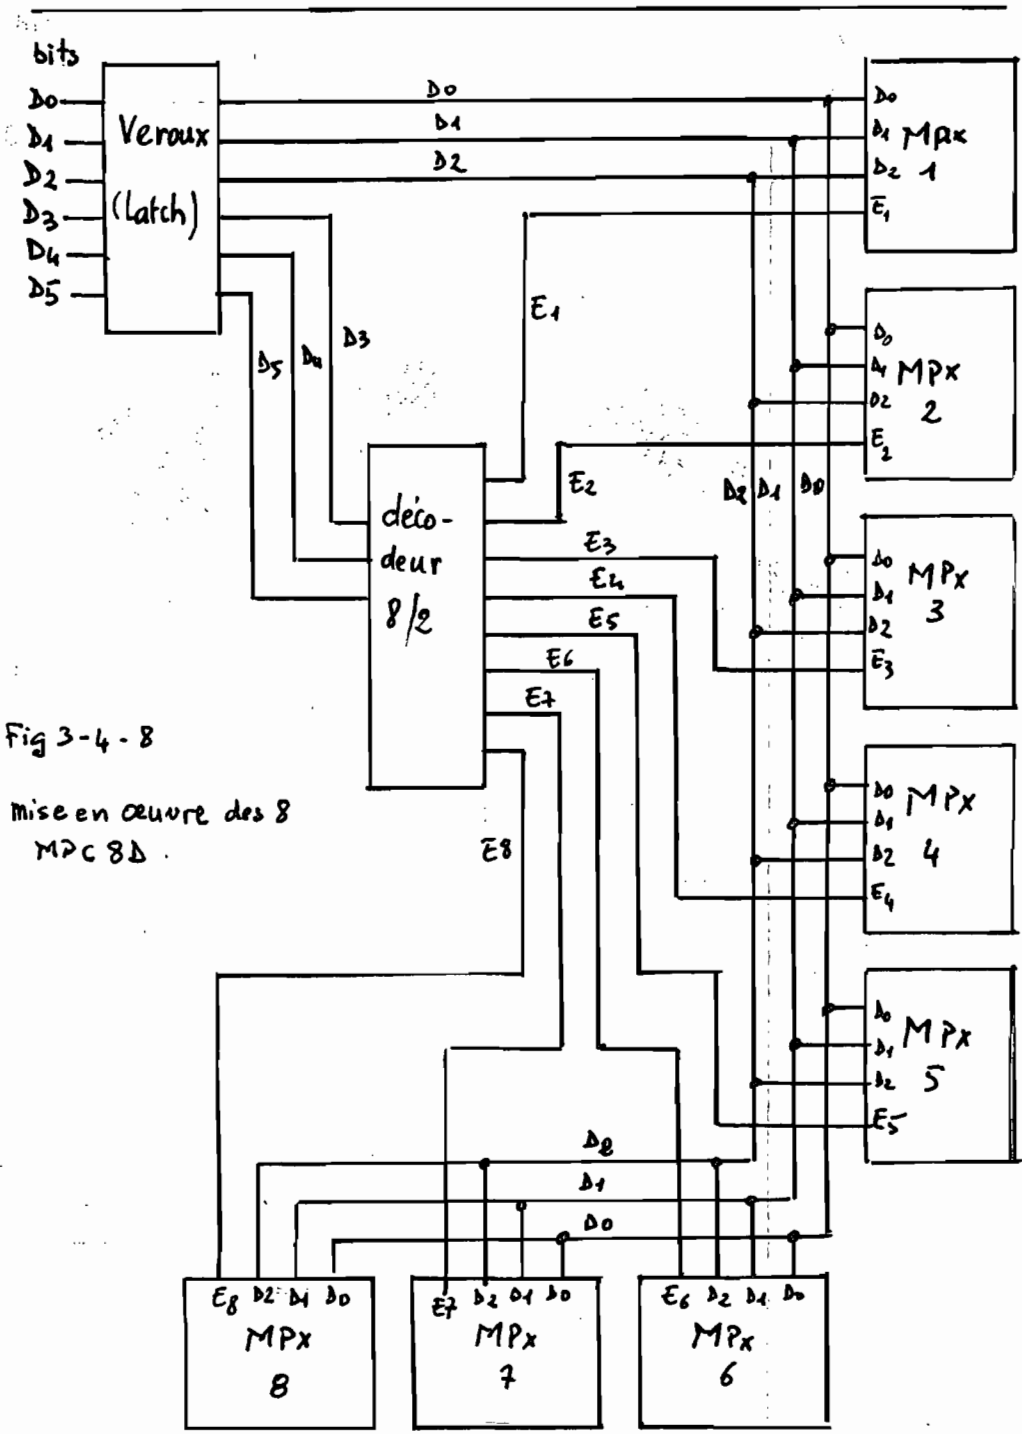 bits
D0
D1
D2
D3
D4
D5
Veroux
(latch)
D0
D1
D2
D3
D4
D5
D0
D1
D2
E1
MPx
1
E1
D0
D1
D2
E2
MPx
2
D2 D1 D0
déco-
deur
8/2
E2
E3
E4
E5
E6
E7
E8
D0
D1
D2
E3
MPx
3
D0
D1
D2
E4
MPx
4
D0
D1
D2
E5
MPx
5
Fig 3-4-8
mise en œuvre des 8
MPC 8D.
D2
D1
D0
E8 D2 D1 D0
MPx
8
E7 D2 D1 D0
MPx
7
E6 D2 D1 D0
MPx
6